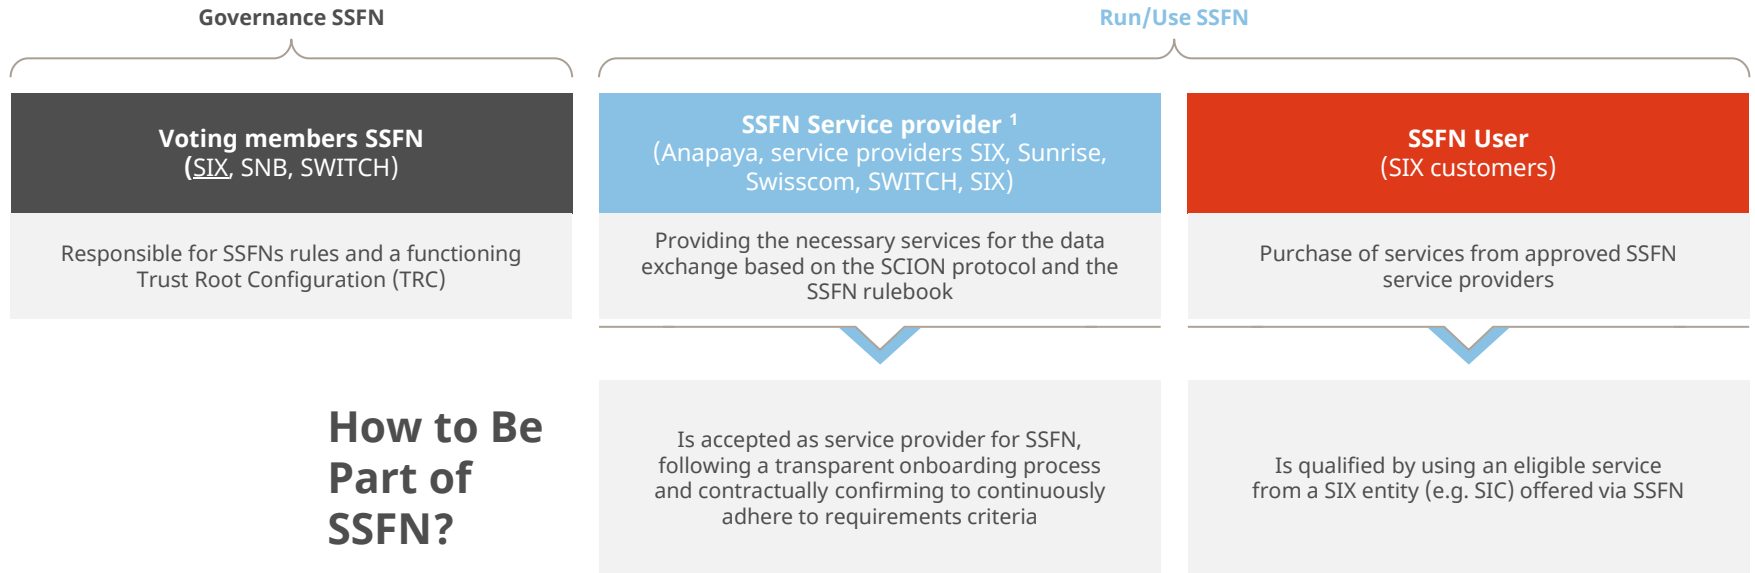 Governance SSFN
Run/Use SSFN
Voting members SSFN
(SIX, SNB, SWITCH)
SSFN Service provider 1
(Anapaya, service providers SIX, Sunrise,
Swisscom, SWITCH, SIX)
SSFN User
(SIX customers)
Responsible for SSFNs rules and a functioning
Trust Root Configuration (TRC)
Providing the necessary services for the data
exchange based on the SCION protocol and the
SSFN rulebook
Purchase of services from approved SSFN
service providers
How to Be
Part of
SSFN?
Is accepted as service provider for SSFN,
following a transparent onboarding process
and contractually confirming to continuously
adhere to requirements criteria
Is qualified by using an eligible service
from a SIX entity (e.g. SIC) offered via SSFN